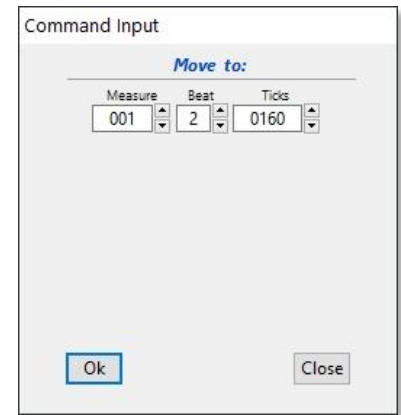 Command Input
Move to:
Measure Beat Ticks
001 2 0160
Ok Close